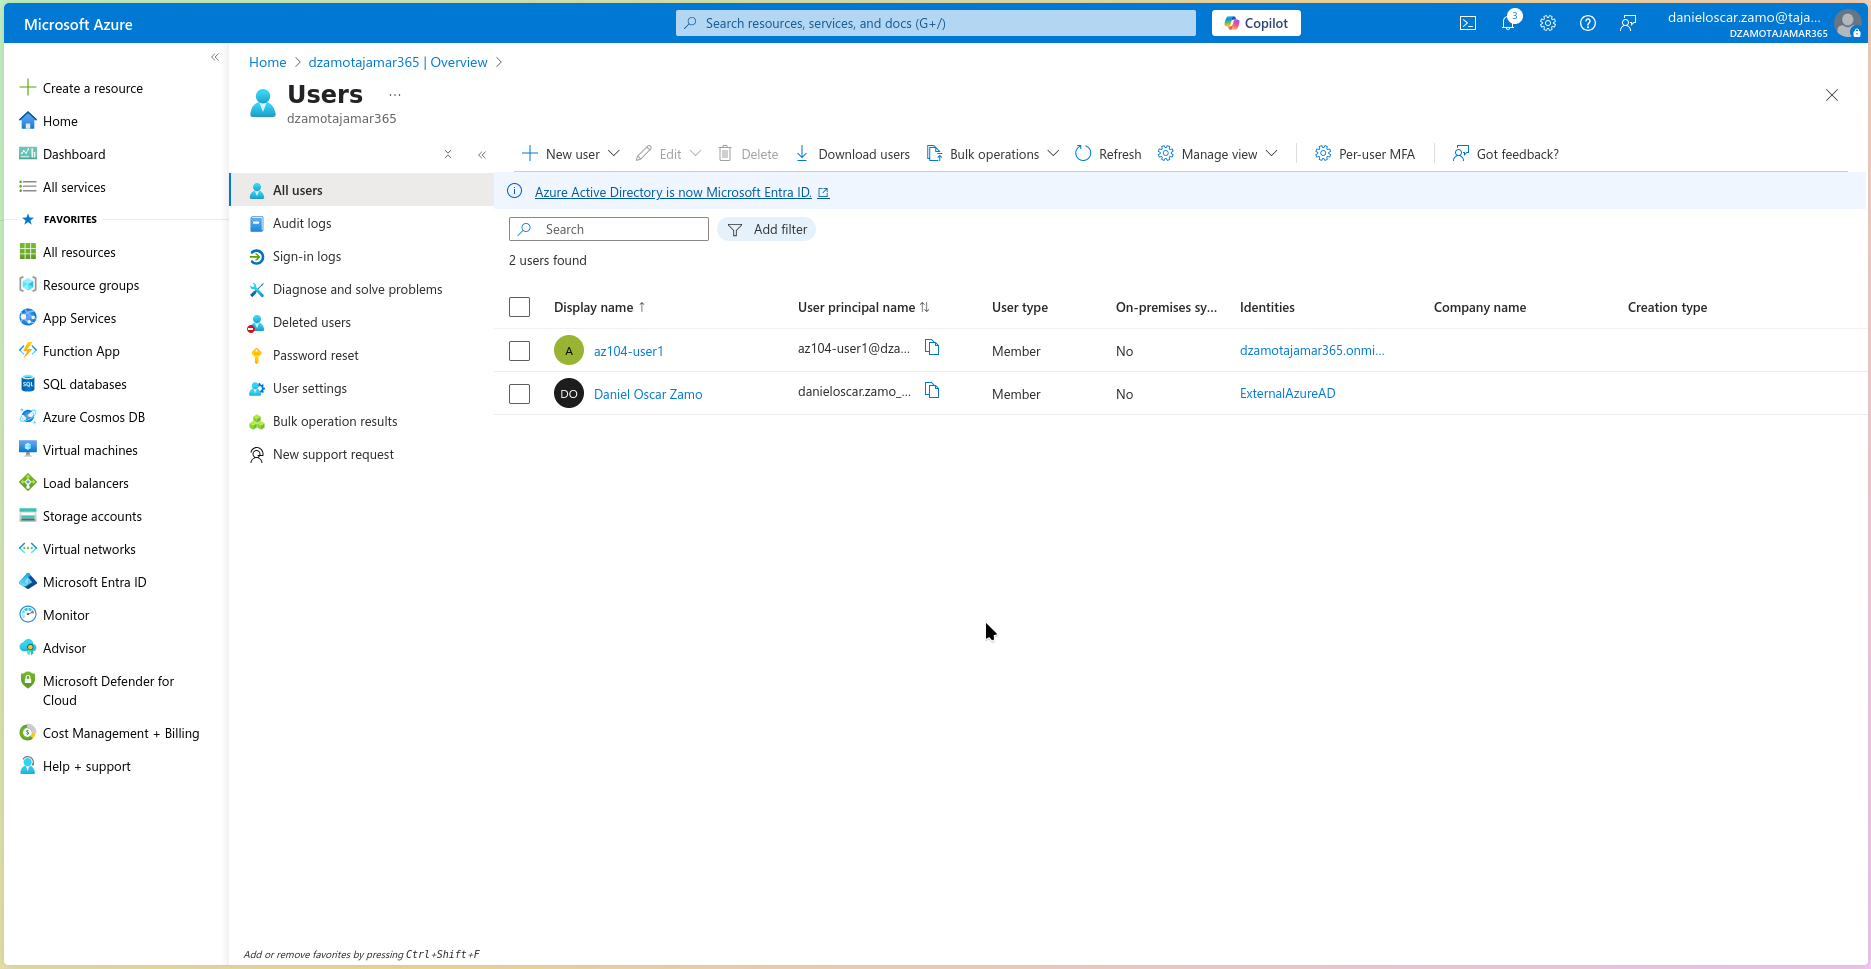 Microsoft Azure
Search resources, services, and docs (G+/)
Copilot
3
danieloscar.zamo@taja...
DZAMOTAJAMAR365
Create a resource
Home
Dashboard
All services
FAVORITES
All resources
Resource groups
App Services
Function App
SQL databases
Azure Cosmos DB
Virtual machines
Load balancers
Storage accounts
Virtual networks
Microsoft Entra ID
Monitor
Advisor
Microsoft Defender for
Cloud
Cost Management + Billing
Help + support
Home > dzamotajamar365 | Overview >
Users ...
dzamotajamar365
All users
Audit logs
Sign-in logs
Diagnose and solve problems
Deleted users
Password reset
User settings
Bulk operation results
New support request
Add or remove favorites by pressing Ctrl+Shift+F
New user Edit Delete Download users Bulk operations Refresh Manage view Per-user MFA Got feedback?
Azure Active Directory is now Microsoft Entra ID.
Search Add filter
2 users found
Display name ↑ User principal name ↑↓ User type On-premises sy... Identities Company name Creation type
A az104-user1 az104-user1@dza... Member No dzamotajamar365.onmi...
DO Daniel Oscar Zamo danieloscar.zamo_... Member No ExternalAzureAD